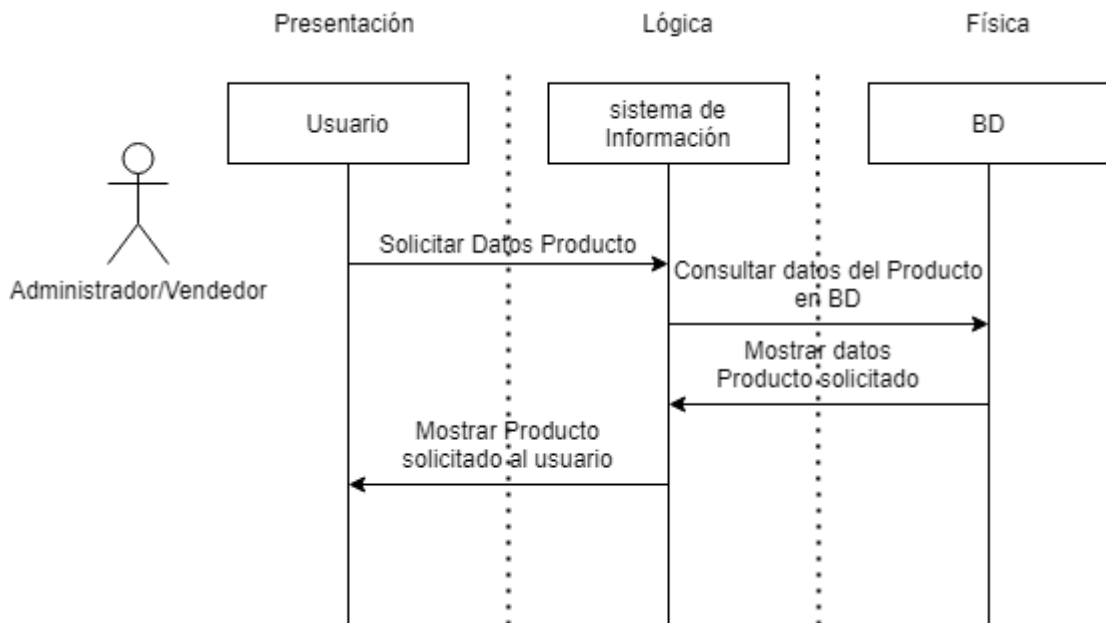 Presentación
Lógica
Física
Usuario
sistema de
Información
BD
Administrador/Vendedor
Solicitar Datos Producto
Consultar datos del Producto
en BD
Mostrar datos
Producto solicitado
Mostrar Producto
solicitado al usuario